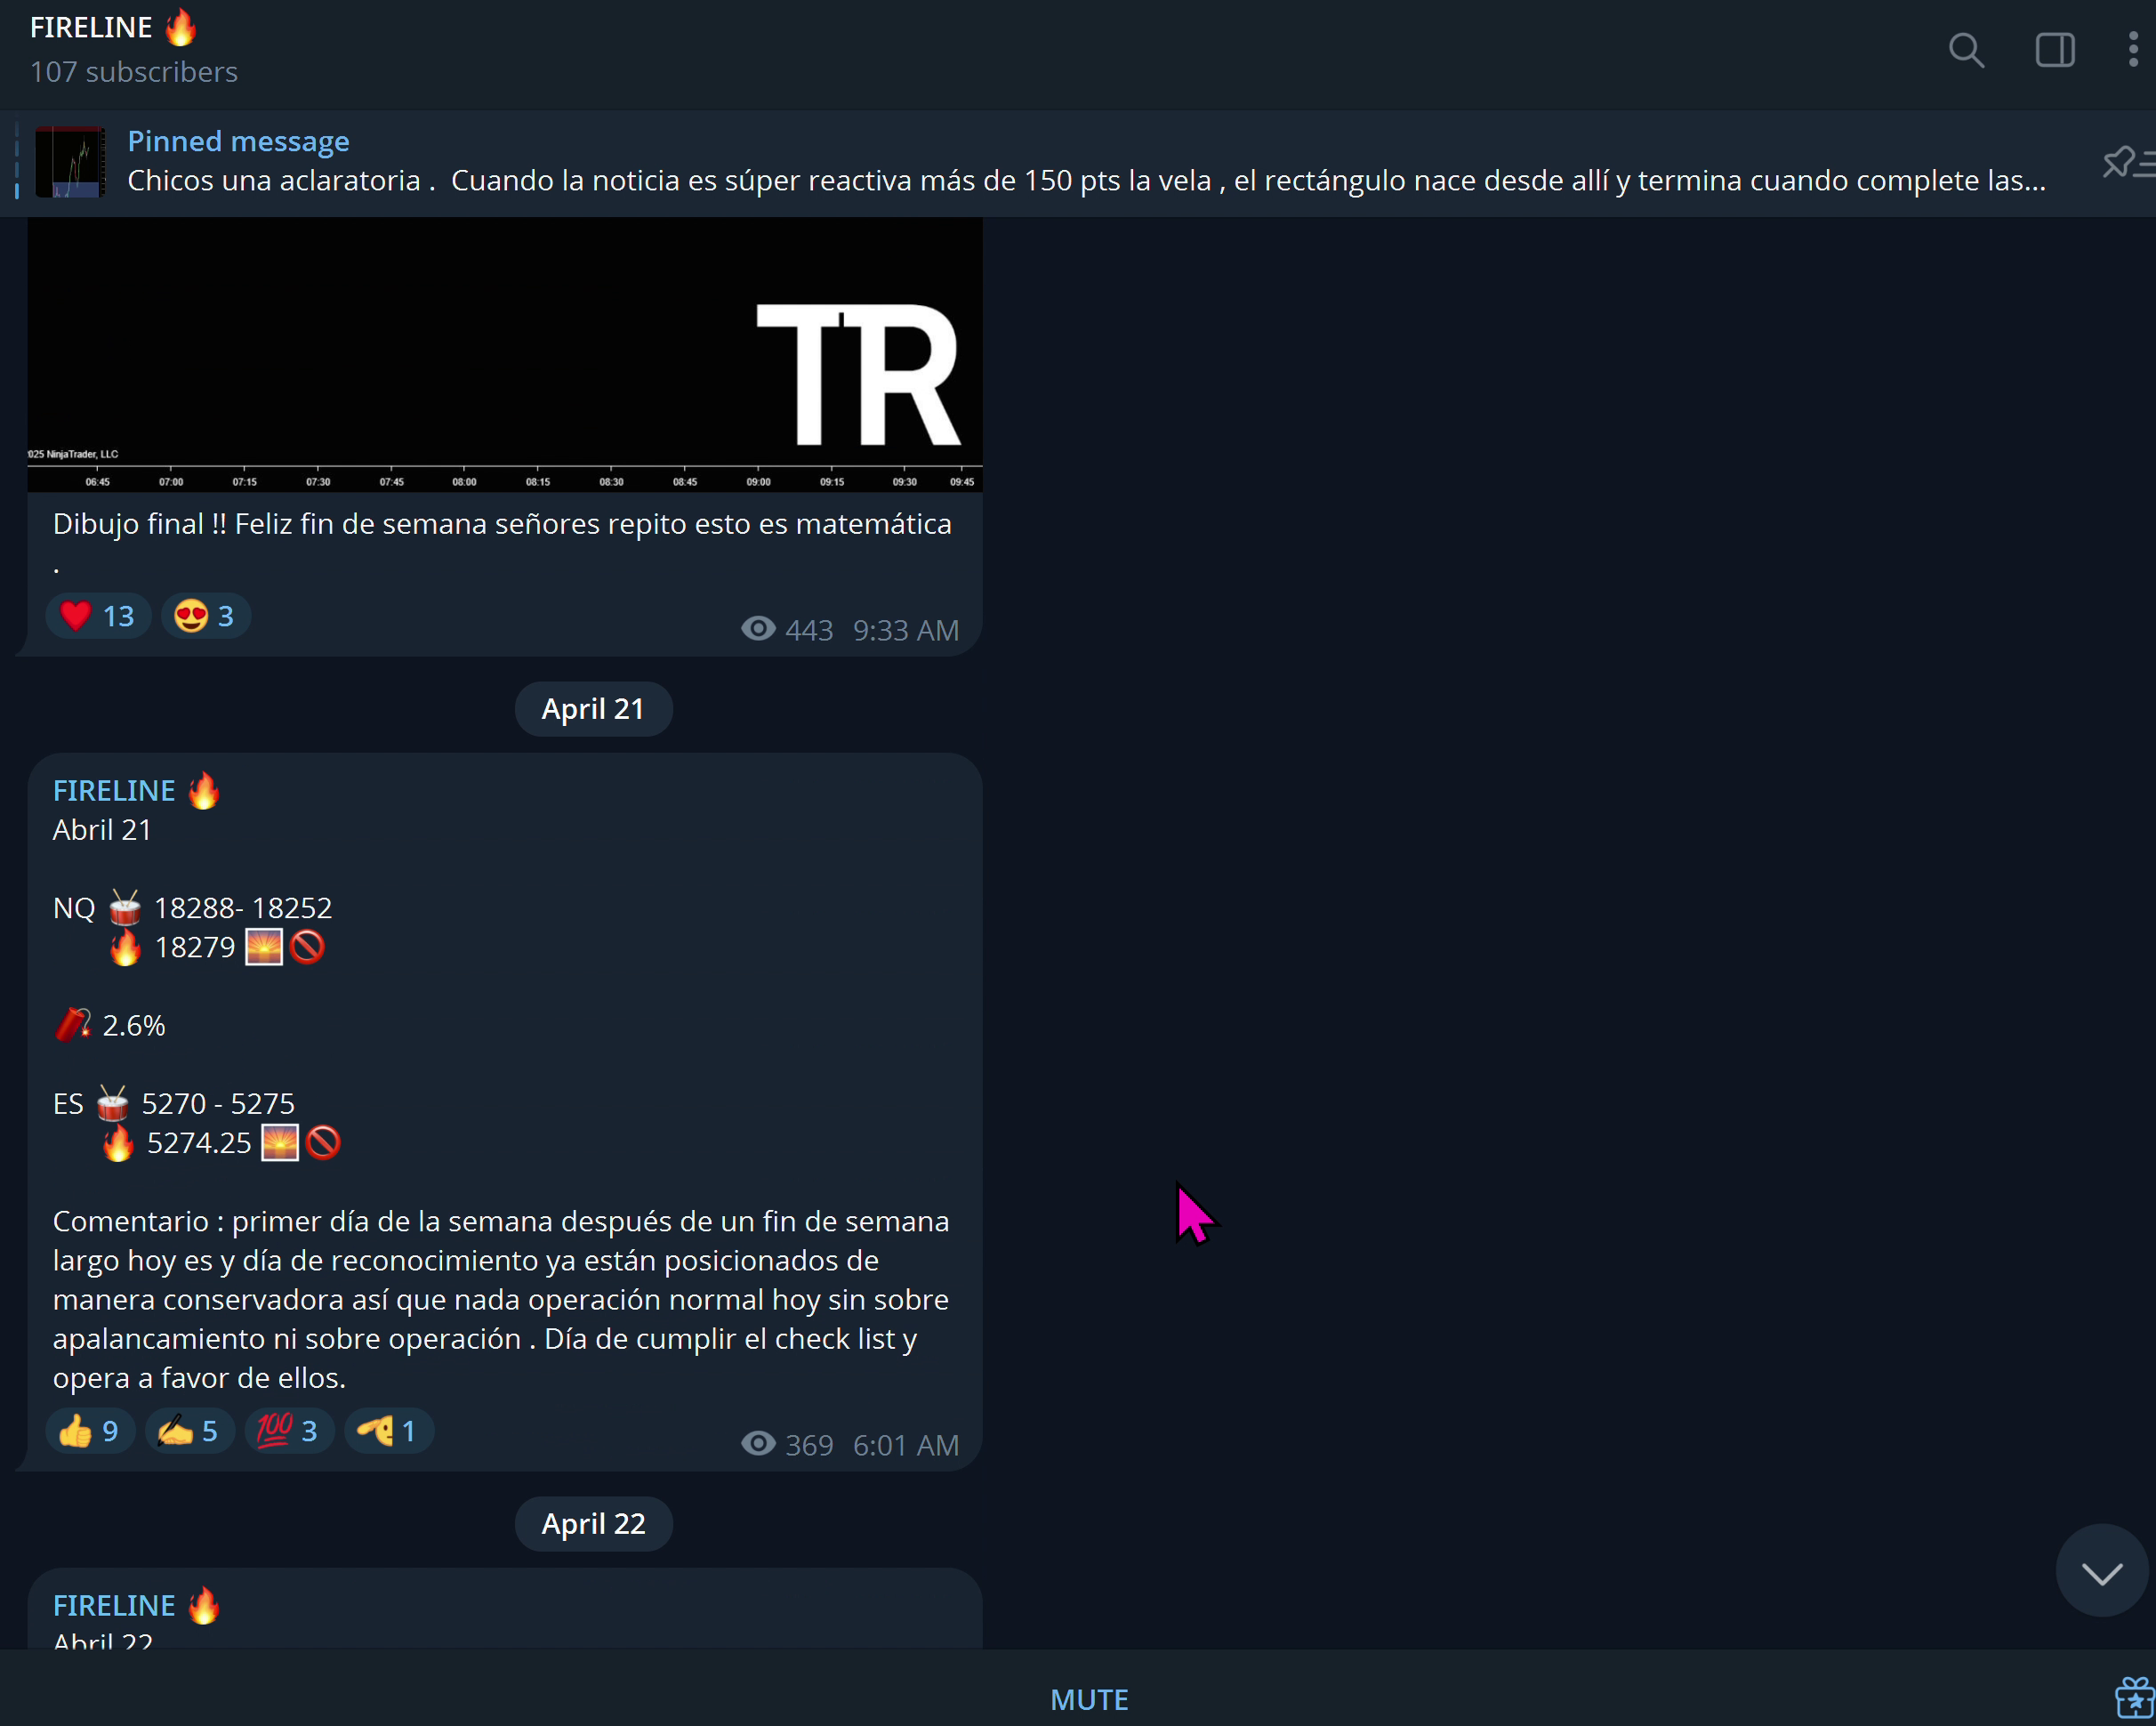 FIRELINE 🔥
107 subscribers
Pinned message
Chicos una aclaratoria .  Cuando la noticia es súper reactiva más de 150 pts la vela , el rectángulo nace desde allí y termina cuando complete las...
TR
025 NinjaTrader, LLC
06:45 07:00 07:15 07:30 07:45 08:00 08:15 08:30 08:45 09:00 09:15 09:30 09:45
Dibujo final !! Feliz fin de semana señores repito esto es matemática
.
❤️ 13 😍 3 443 9:33 AM
April 21
FIRELINE 🔥
Abril 21
NQ 🥁 18288- 18252
🔥 18279 🌅🚫
🧨 2.6%
ES 🥁 5270 - 5275
🔥 5274.25 🌅🚫
Comentario : primer día de la semana después de un fin de semana
largo hoy es y día de reconocimiento ya están posicionados de
manera conservadora así que nada operación normal hoy sin sobre
apalancamiento ni sobre operación . Día de cumplir el check list y
opera a favor de ellos.
👍 9 ✍️ 5 💯 3 🫡 1 369 6:01 AM
April 22
FIRELINE 🔥
Abril 22
MUTE